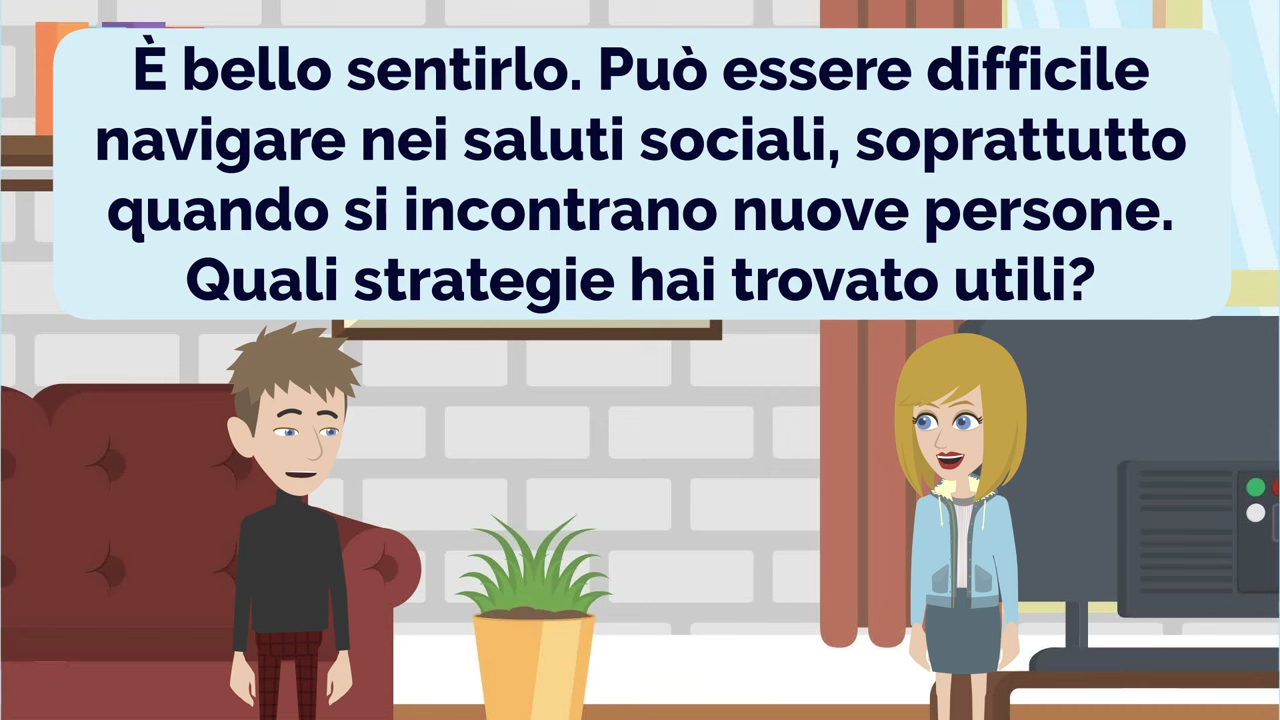 È bello sentirlo. Può essere difficile
navigare nei saluti sociali, soprattutto
quando si incontrano nuove persone.
Quali strategie hai trovato utili?